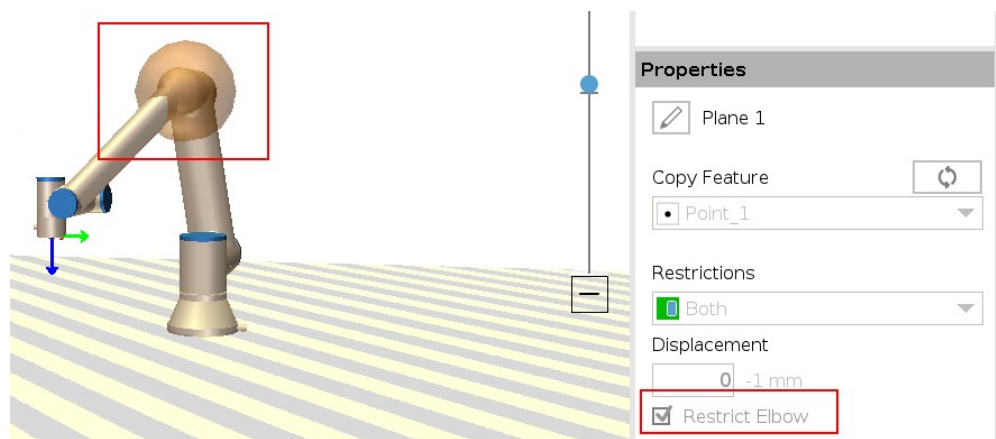 Properties
Plane 1
Copy Feature
Point_1
Restrictions
Both
Displacement
0 -1 mm
Restrict Elbow